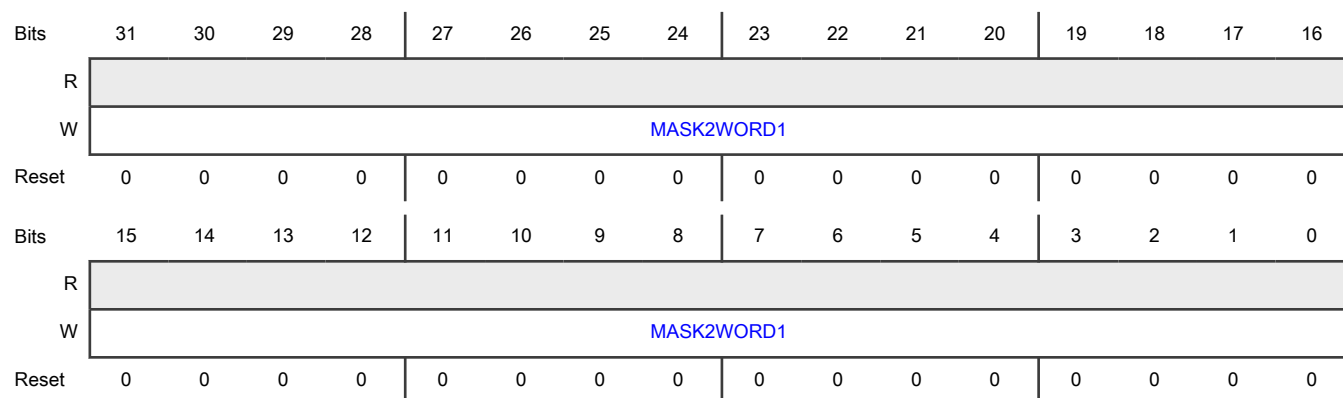 Bits 31 30 29 28 27 26 25 24 23 22 21 20 19 18 17 16
R
W MASK2WORD1
Reset 0 0 0 0 0 0 0 0 0 0 0 0 0 0 0 0
Bits 15 14 13 12 11 10 9 8 7 6 5 4 3 2 1 0
R
W MASK2WORD1
Reset 0 0 0 0 0 0 0 0 0 0 0 0 0 0 0 0